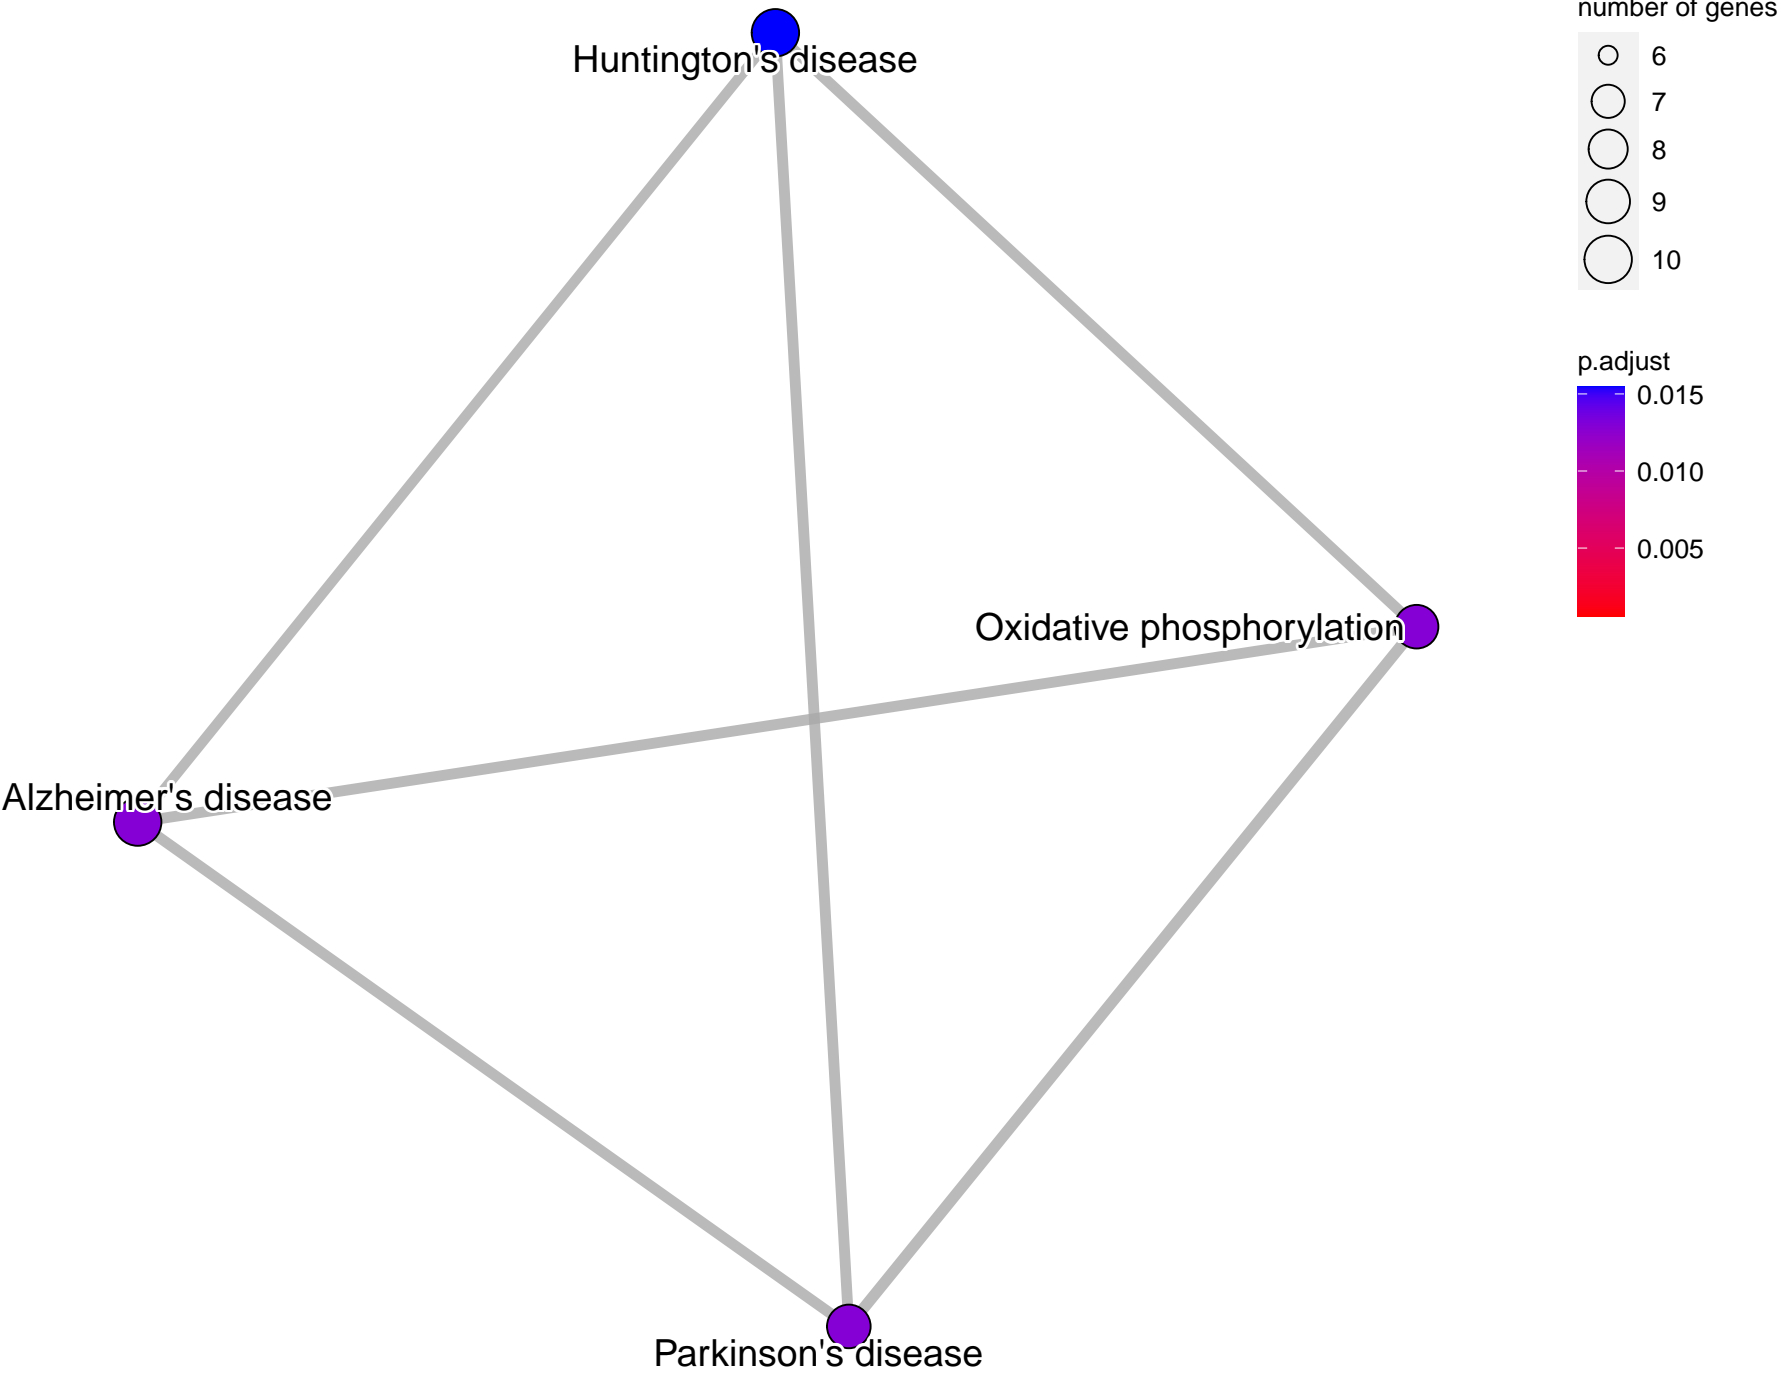 number of genes
6
7
8
9
10
p.adjust
0.015
0.010
0.005
Huntington's disease
Oxidative phosphorylation
Alzheimer's disease
Parkinson's disease